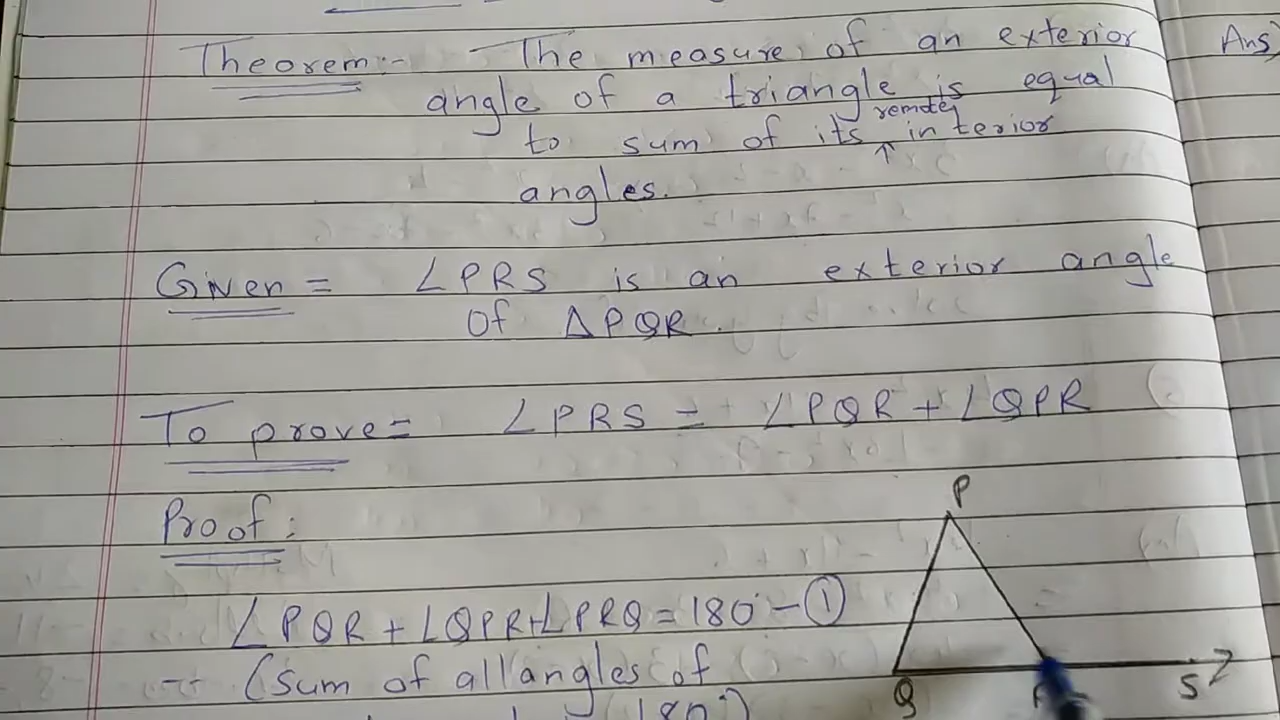 Theorem:- The measure of an exterior
angle of a triangle is equal
to sum of its remote interior
angles.
Given = ∠PRS is an exterior angle
of △PQR.
To prove = ∠PRS = ∠PQR + ∠QPR
Proof:
∠PQR + ∠QPR + ∠PRQ = 180° - ①
-- (sum of all angles of
180°)
P
Q
S
Ans)